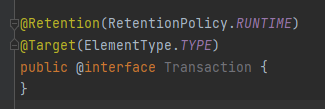 @Retention(RetentionPolicy.RUNTIME)
@Target(ElementType.TYPE)
public @interface Transaction {
}